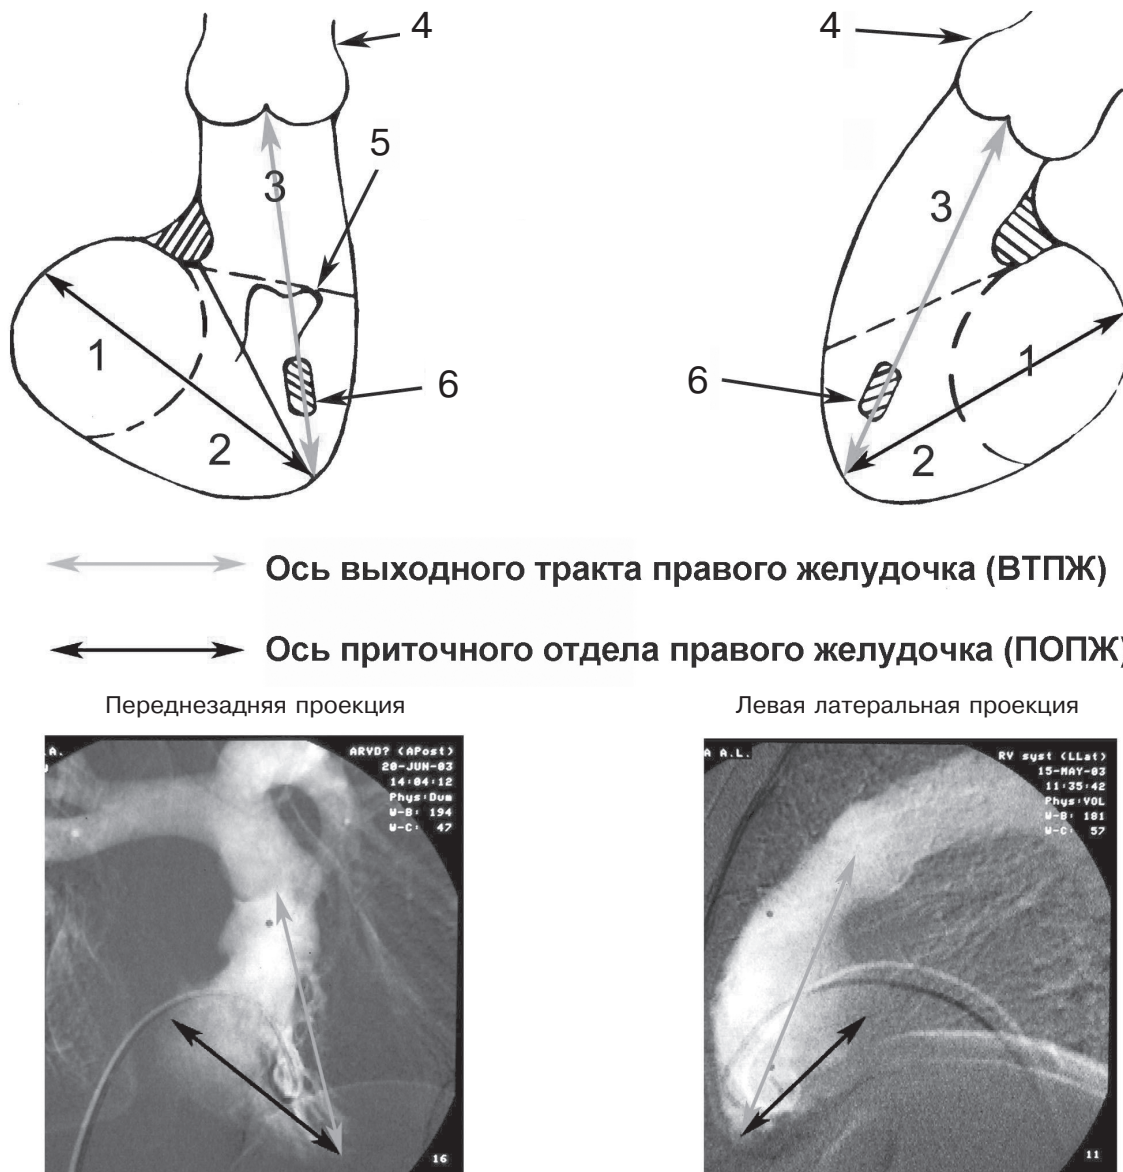 4
4
5
3
3
1
1
6
6
2
2
Ось выходного тракта правого желудочка (ВТПЖ)
Ось приточного отдела правого желудочка (ПОПЖ)
Переднезадняя проекция
Левая латеральная проекция
.A.
ARVD? (APost)
20-JUN-03
14:04:12
Phys:Dum
W-B: 194
W-C: 47
16
A A.L.
RV syst (LLat)
15-MAY-03
11:35:42
Phys:VOL
W-B: 181
W-C: 57
11